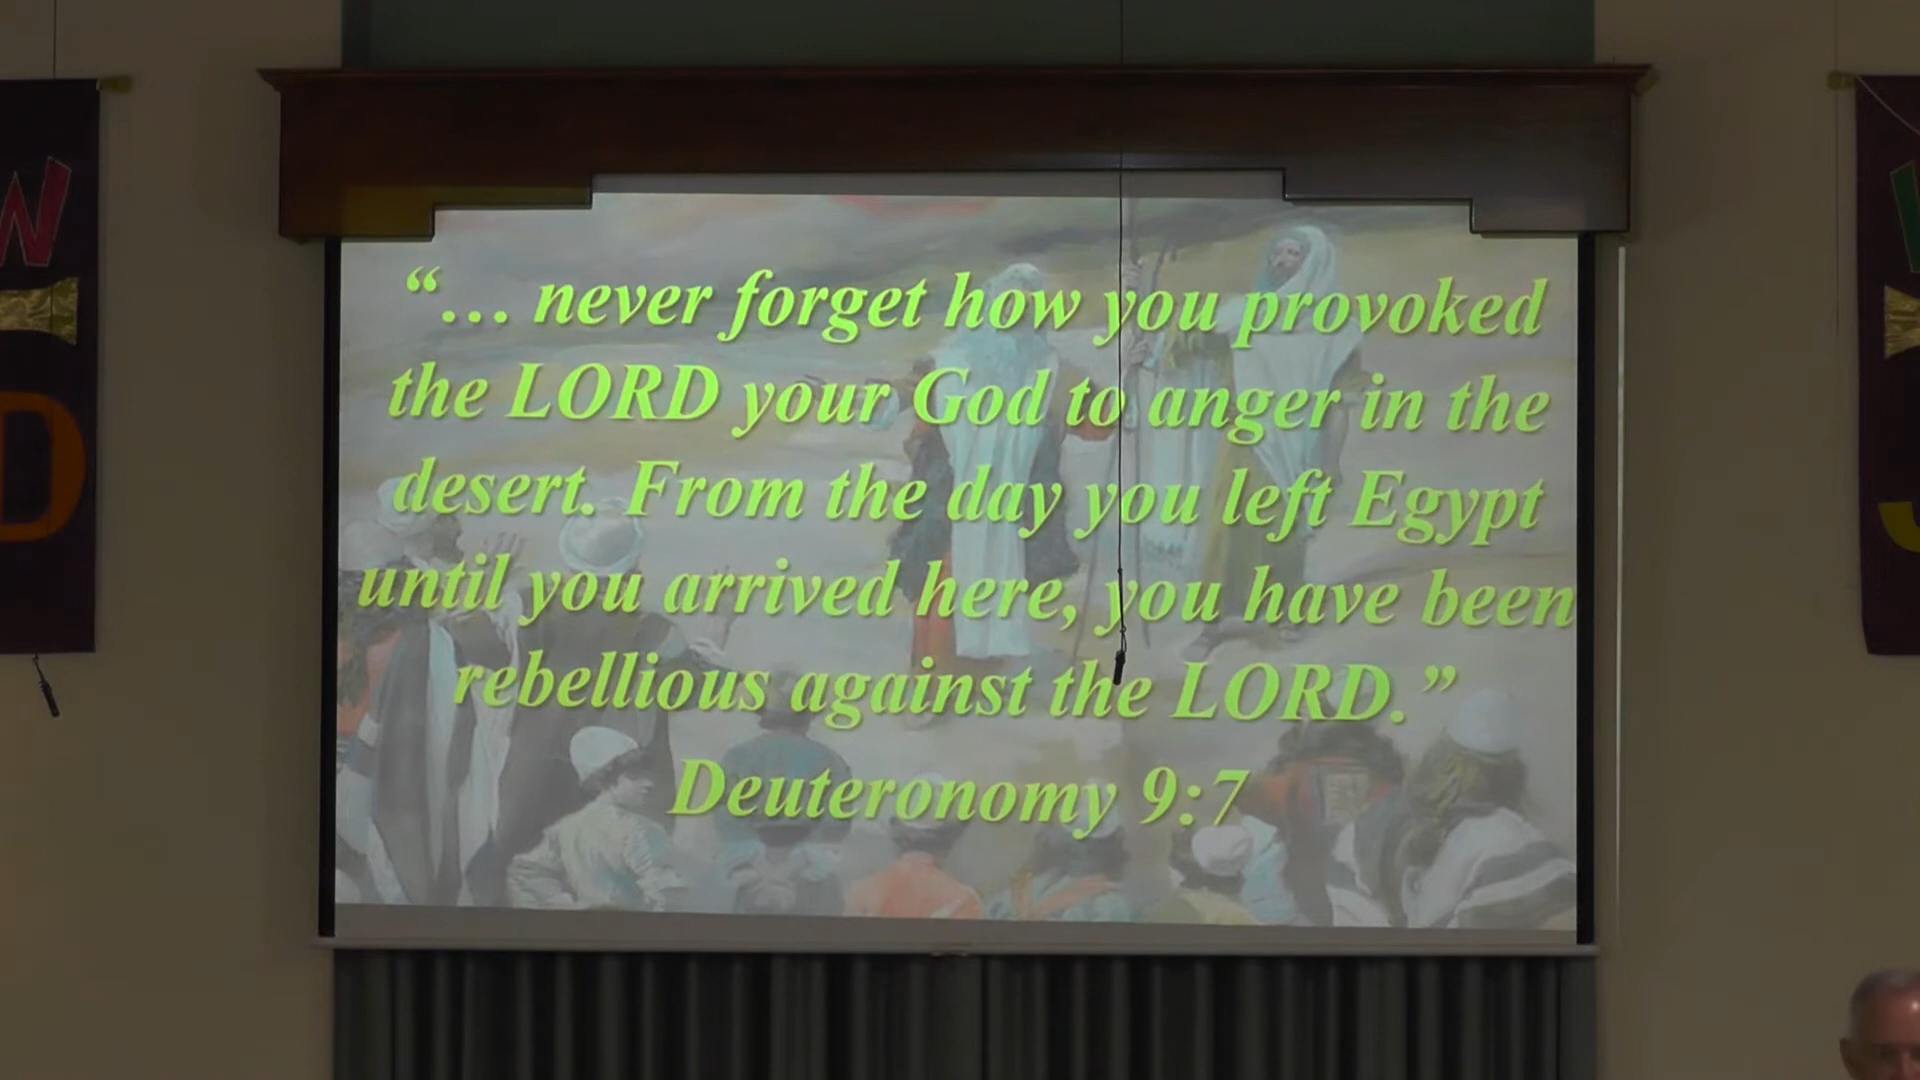 “... never forget how you provoked
the LORD your God to anger in the
desert. From the day you left Egypt
until you arrived here, you have been
rebellious against the LORD.”
Deuteronomy 9:7